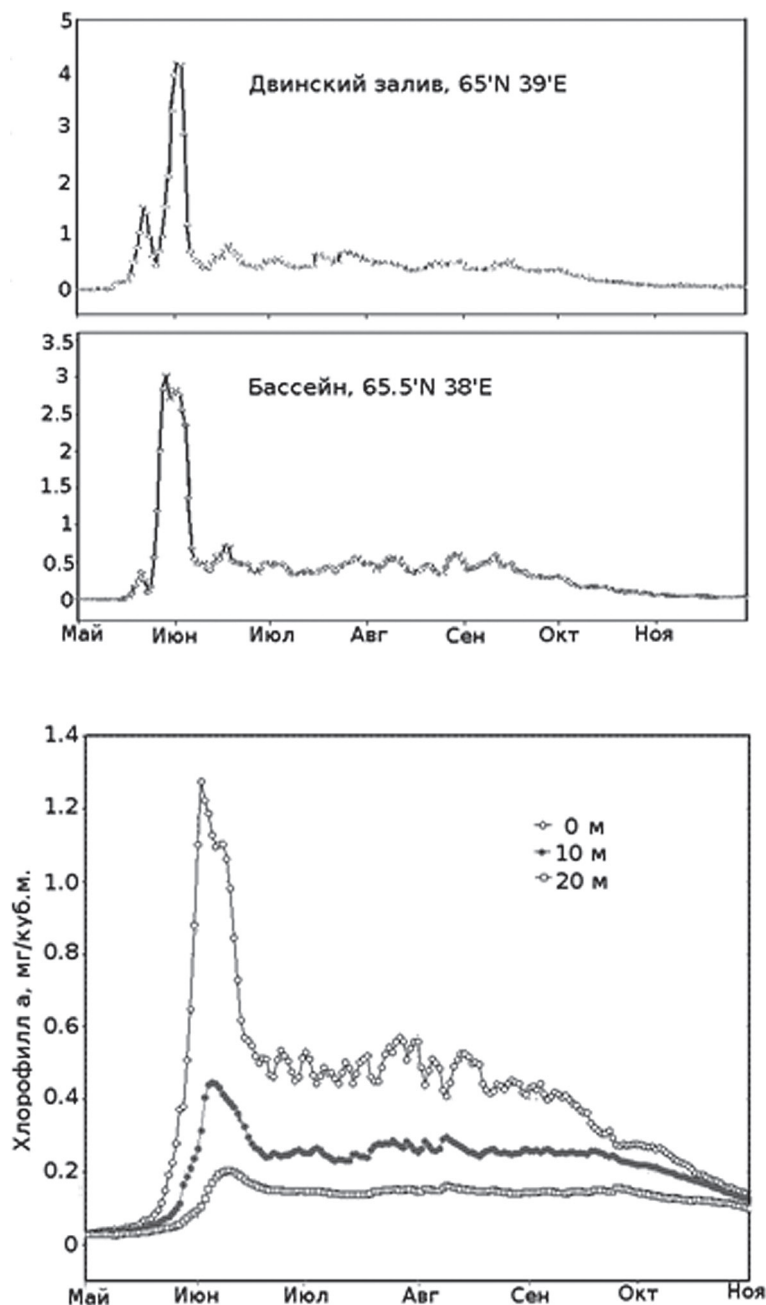 5
4
3
2
1
0
Двинский залив, 65'N 39'E
3.5
3
2.5
2
1.5
1
0.5
0
Бассейн, 65.5'N 38'E
Май Июн Июл Авг Сен Окт Ноя
1.4
1.2
1.0
0.8
0.6
0.4
0.2
0
Хлорофилл а, мг/куб.м.
0 м
10 м
20 м
Май Июн Июл Авг Сен Окт Ноя